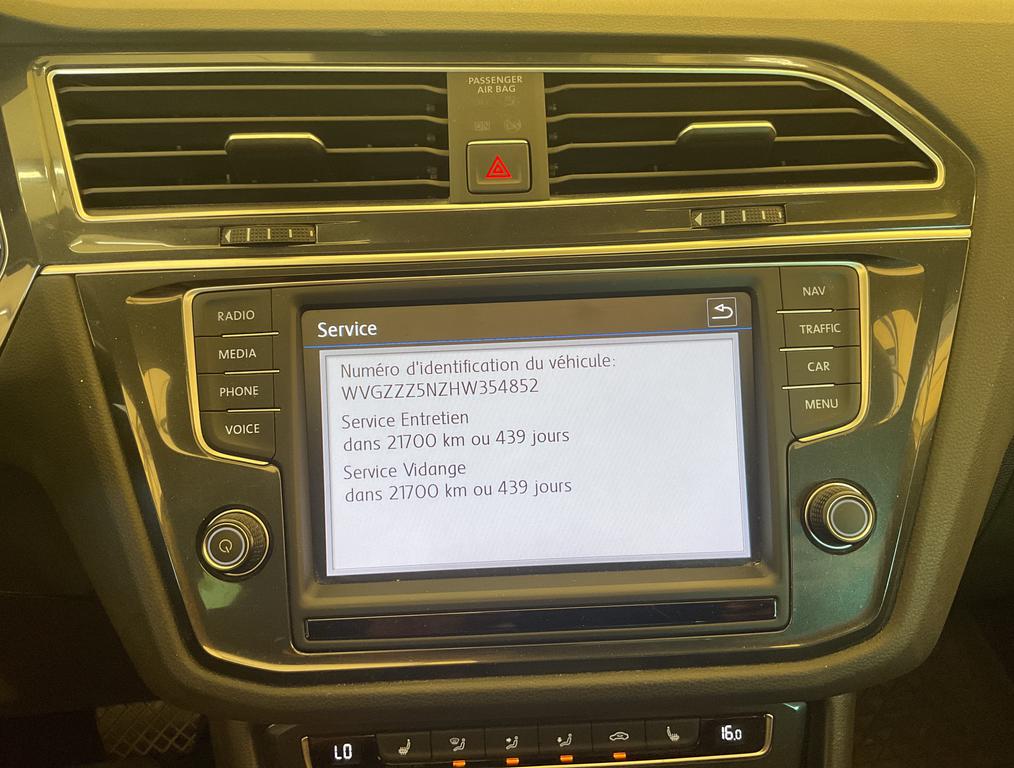 PASSENGER
AIR BAG
RADIO
MEDIA
PHONE
VOICE
NAV
TRAFFIC
CAR
MENU
Service
Numéro d'identification du véhicule:
WVGZZZ5NZHW354852
Service Entretien
dans 21700 km ou 439 jours
Service Vidange
dans 21700 km ou 439 jours
LO
16.0